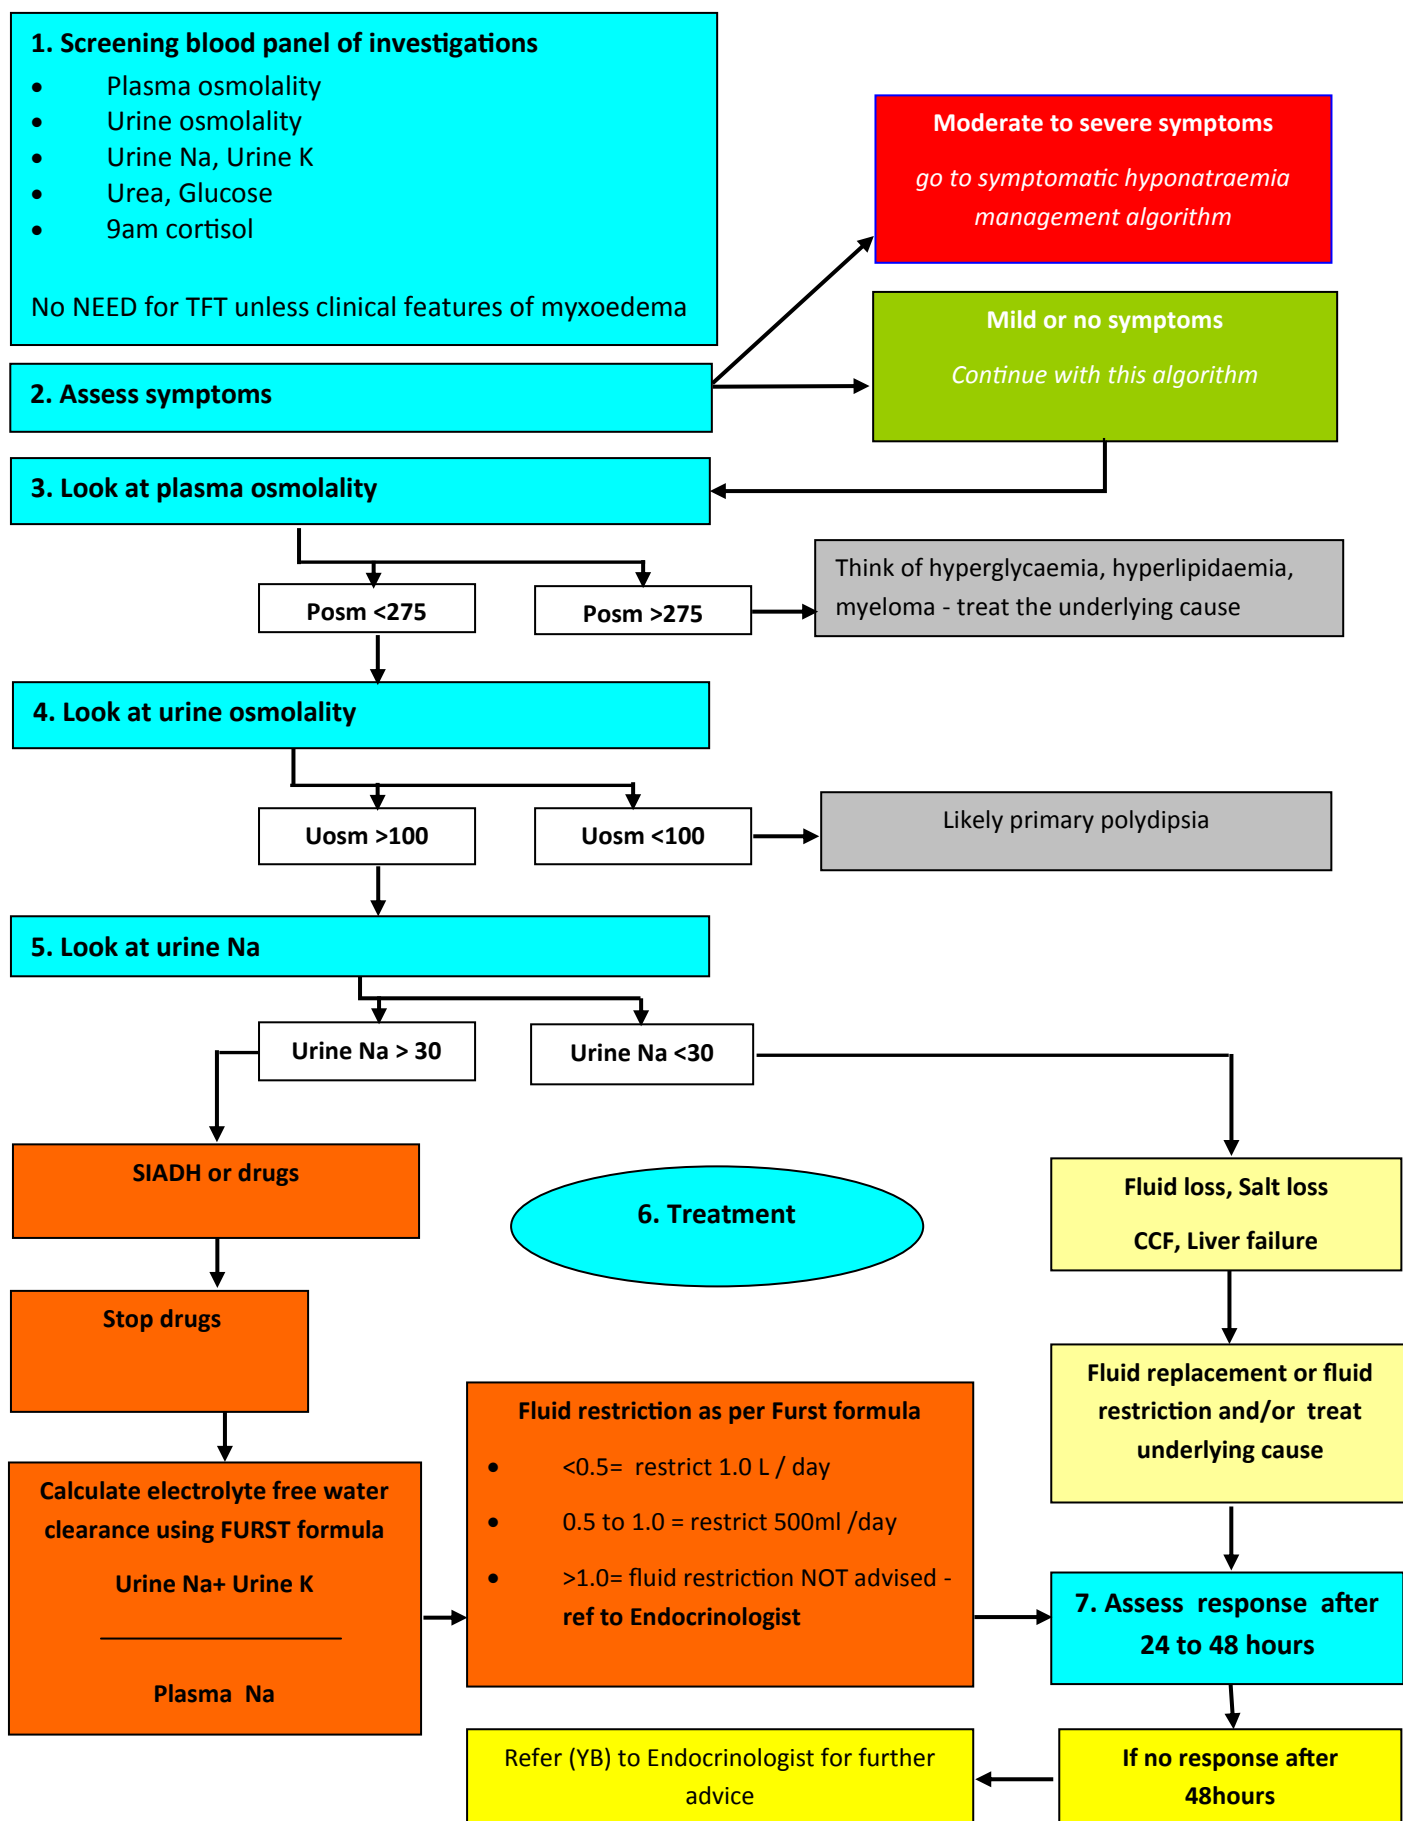 1. Screening blood panel of investigations
• Plasma osmolality
• Urine osmolality
• Urine Na, Urine K
• Urea, Glucose
• 9am cortisol
No NEED for TFT unless clinical features of myxoedema
Moderate to severe symptoms
go to symptomatic hyponatraemia
management algorithm
Mild or no symptoms
Continue with this algorithm
2. Assess symptoms
3. Look at plasma osmolality
Posm <275
Posm >275
Think of hyperglycaemia, hyperlipidaemia,
myeloma - treat the underlying cause
4. Look at urine osmolality
Uosm >100
Uosm <100
Likely primary polydipsia
5. Look at urine Na
Urine Na > 30
Urine Na <30
SIADH or drugs
6. Treatment
Fluid loss, Salt loss
CCF, Liver failure
Stop drugs
Fluid replacement or fluid
restriction and/or treat
underlying cause
Calculate electrolyte free water
clearance using FURST formula
Urine Na+ Urine K
Plasma Na
Fluid restriction as per Furst formula
• <0.5= restrict 1.0 L / day
• 0.5 to 1.0 = restrict 500ml /day
• >1.0= fluid restriction NOT advised -
ref to Endocrinologist
7. Assess response after
24 to 48 hours
If no response after
48hours
Refer (YB) to Endocrinologist for further
advice